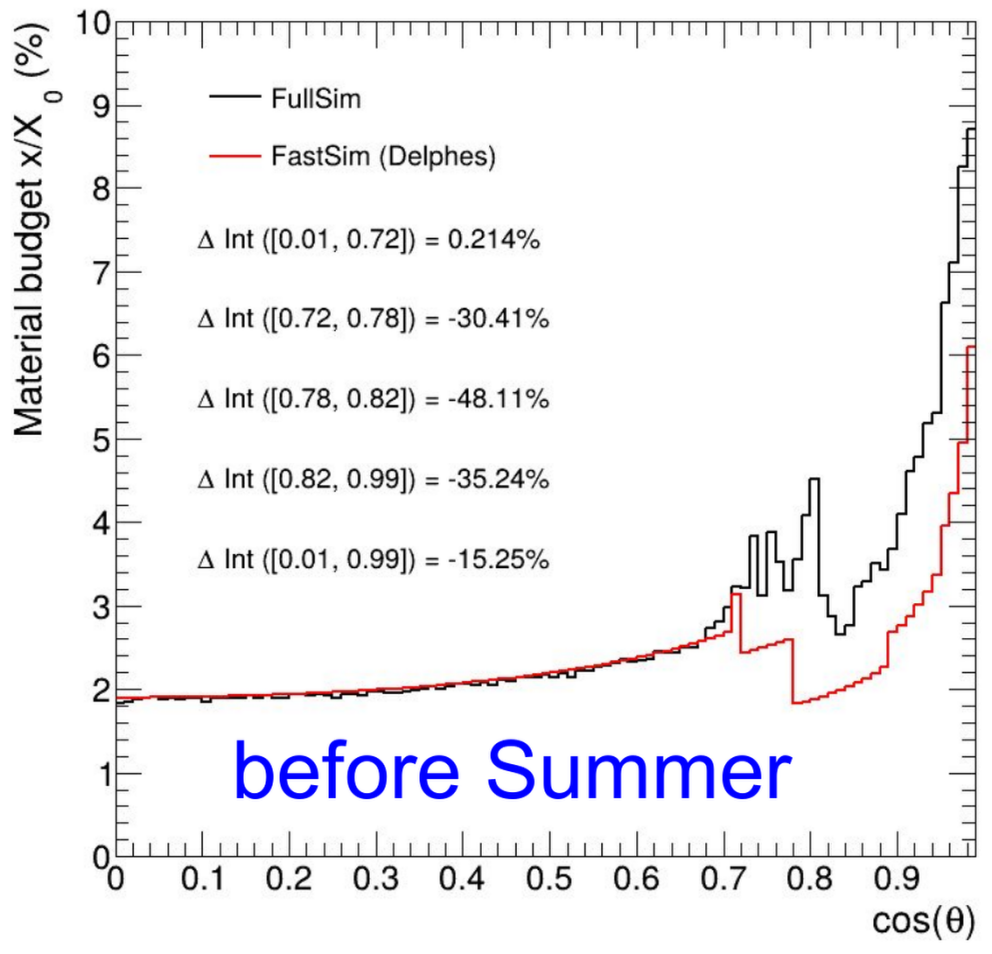 Material budget x/X₀ (%)
10
9
8
7
6
5
4
3
2
1
0
FullSim
FastSim (Delphes)
Δ Int ([0.01, 0.72]) = 0.214%
Δ Int ([0.72, 0.78]) = -30.41%
Δ Int ([0.78, 0.82]) = -48.11%
Δ Int ([0.82, 0.99]) = -35.24%
Δ Int ([0.01, 0.99]) = -15.25%
before Summer
0 0.1 0.2 0.3 0.4 0.5 0.6 0.7 0.8 0.9
cos(θ)